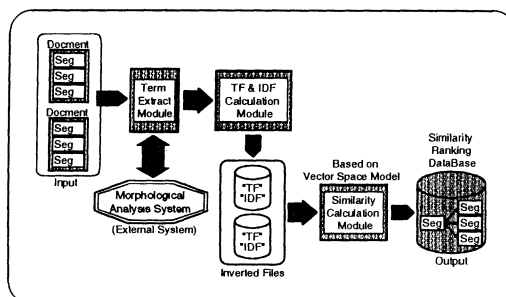 Docment
Seg
Seg
Seg
Docment
Seg
Seg
Seg
Input
Term
Extract
Module
TF & IDF
Calculation
Module
Morphological
Analysis System
(External System)
"TF"
"IDF"
"TF"
"IDF"
Inverted Files
Based on
Vector Space Model
Similarity
Calculation
Module
Similarity
Ranking
DataBase
Seg
Seg
Seg
Seg
Output